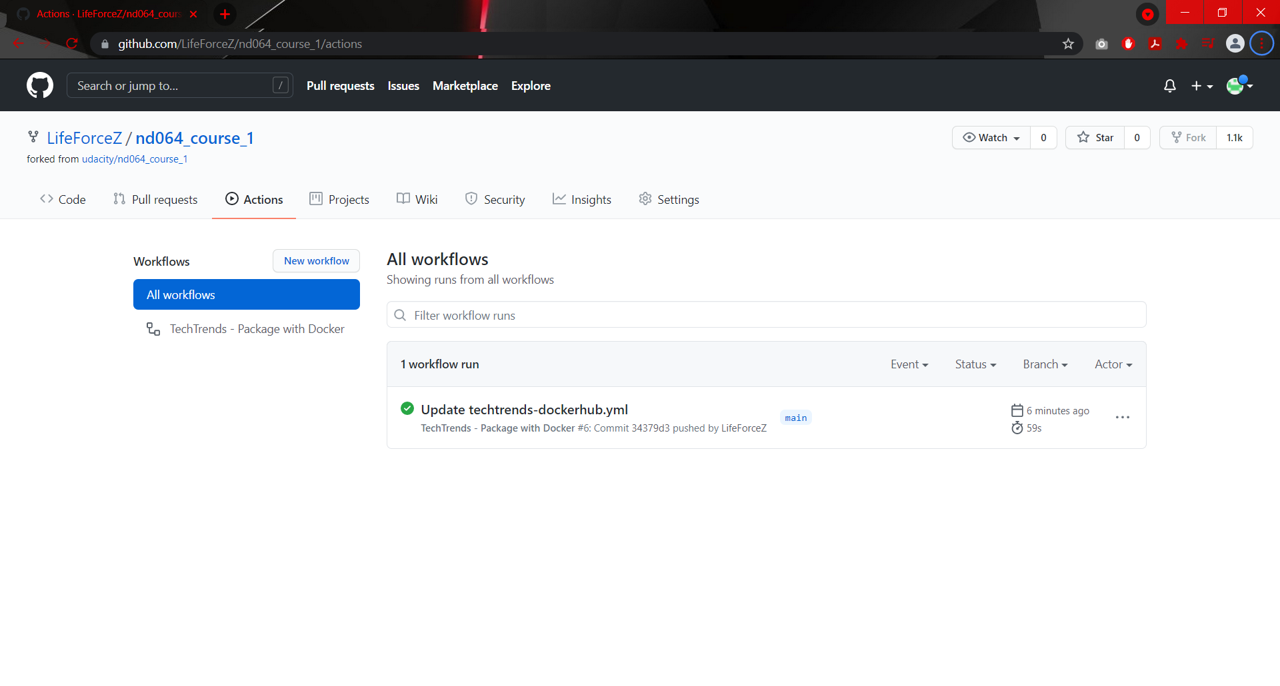 Actions · LifeForceZ/nd064_cours
github.com/LifeForceZ/nd064_course_1/actions
Search or jump to... /
Pull requests Issues Marketplace Explore
LifeForceZ / nd064_course_1
forked from udacity/nd064_course_1
Watch 0 Star 0 Fork 1.1k
Code Pull requests Actions Projects Wiki Security Insights Settings
Workflows New workflow
All workflows
TechTrends - Package with Docker
All workflows
Showing runs from all workflows
Filter workflow runs
1 workflow run Event Status Branch Actor
Update techtrends-dockerhub.yml
TechTrends - Package with Docker #6: Commit 34379d3 pushed by LifeForceZ
main
6 minutes ago
59s